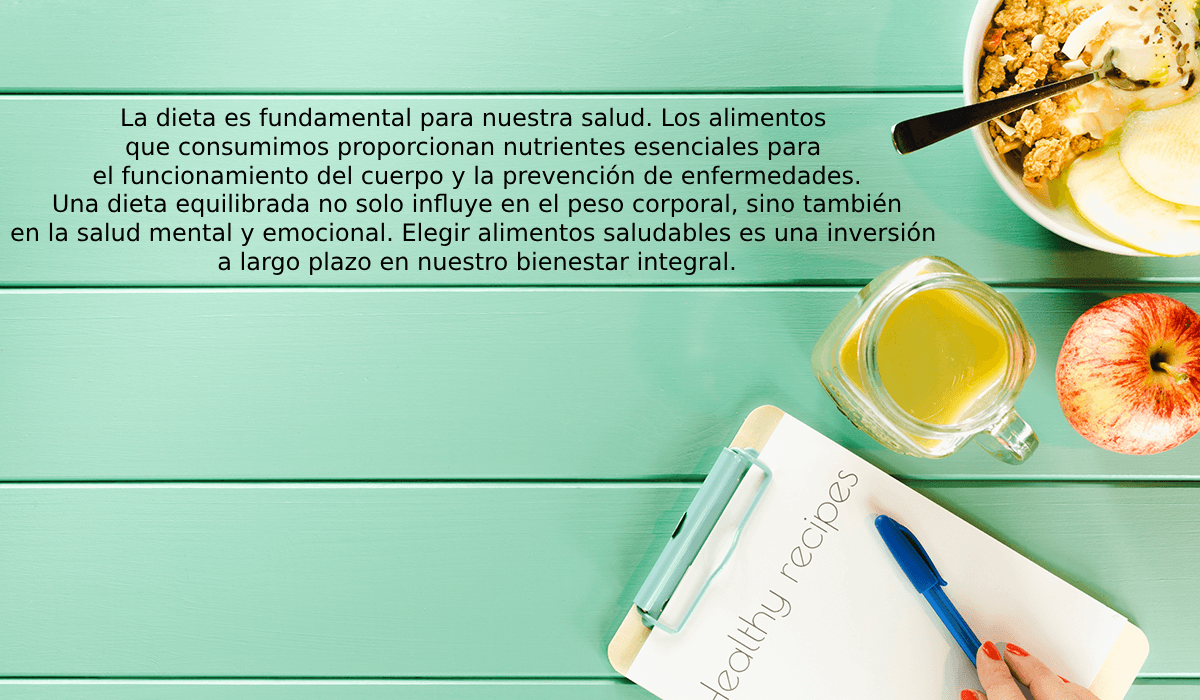 La dieta es fundamental para nuestra salud. Los alimentos
que consumimos proporcionan nutrientes esenciales para
el funcionamiento del cuerpo y la prevención de enfermedades.
Una dieta equilibrada no solo influye en el peso corporal, sino también
en la salud mental y emocional. Elegir alimentos saludables es una inversión
a largo plazo en nuestro bienestar integral.
Healthy recipes